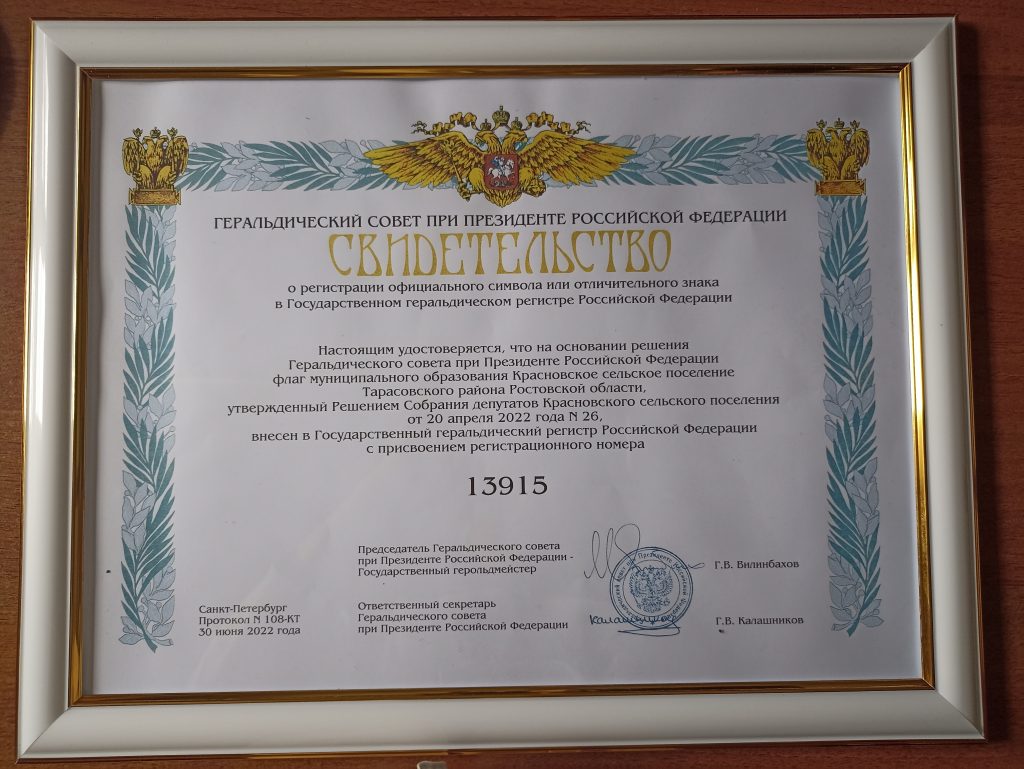 ГЕРАЛЬДИЧЕСКИЙ СОВЕТ ПРИ ПРЕЗИДЕНТЕ РОССИЙСКОЙ ФЕДЕРАЦИИ
СВИДЕТЕЛЬСТВО
о регистрации официального символа или отличительного знака
в Государственном геральдическом регистре Российской Федерации
Настоящим удостоверяется, что на основании решения
Геральдического совета при Президенте Российской Федерации
флаг муниципального образования Красновское сельское поселение
Тарасовского района Ростовской области,
утвержденный Решением Собрания депутатов Красновского сельского поселения
от 20 апреля 2022 года N 26,
внесен в Государственный геральдический регистр Российской Федерации
с присвоением регистрационного номера
13915
Председатель Геральдического совета
при Президенте Российской Федерации -
Государственный герольдмейстер
Г.В. Вилинбахов
Санкт-Петербург
Протокол N 108-КТ
30 июня 2022 года
Ответственный секретарь
Геральдического совета
при Президенте Российской Федерации
Г.В. Калашников